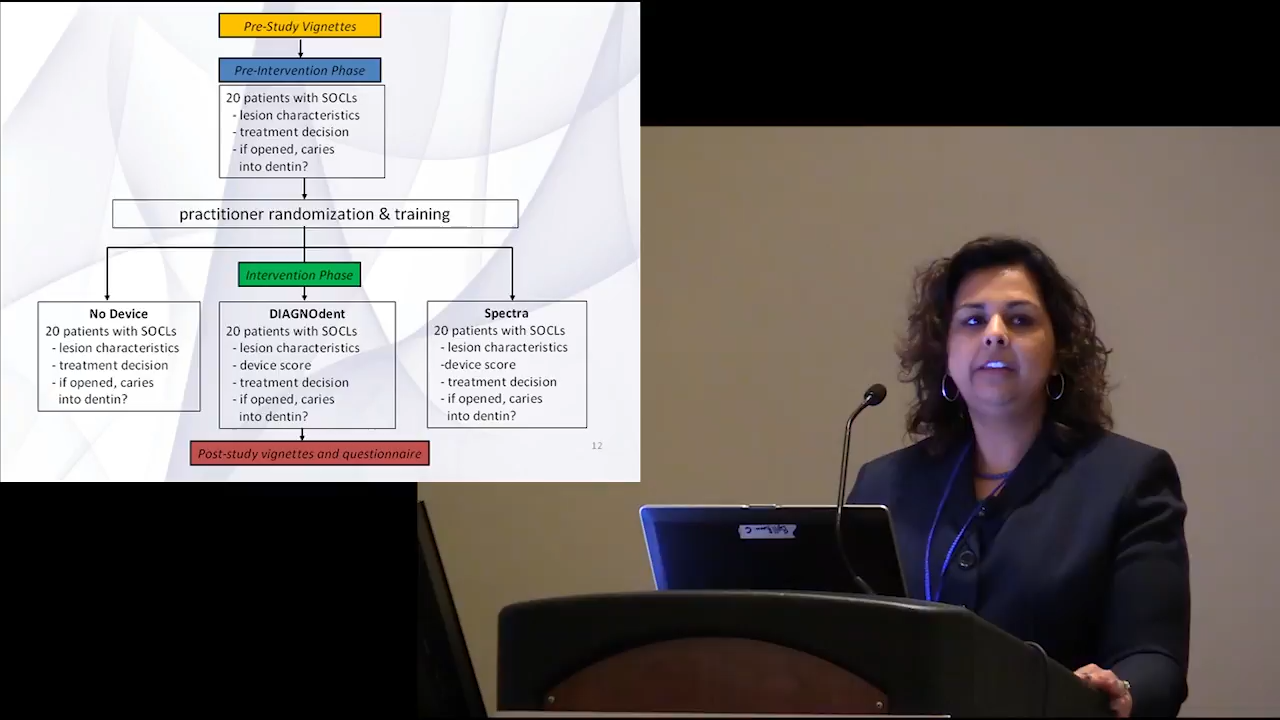 Pre-Study Vignettes
Pre-Intervention Phase
20 patients with SOCLs
- lesion characteristics
- treatment decision
- if opened, caries
into dentin?
practitioner randomization & training
Intervention Phase
No Device
20 patients with SOCLs
- lesion characteristics
- treatment decision
- if opened, caries
into dentin?
DIAGNOdent
20 patients with SOCLs
- lesion characteristics
- device score
- treatment decision
- if opened, caries
into dentin?
Spectra
20 patients with SOCLs
- lesion characteristics
-device score
- treatment decision
- if opened, caries
into dentin?
Post-study vignettes and questionnaire
12